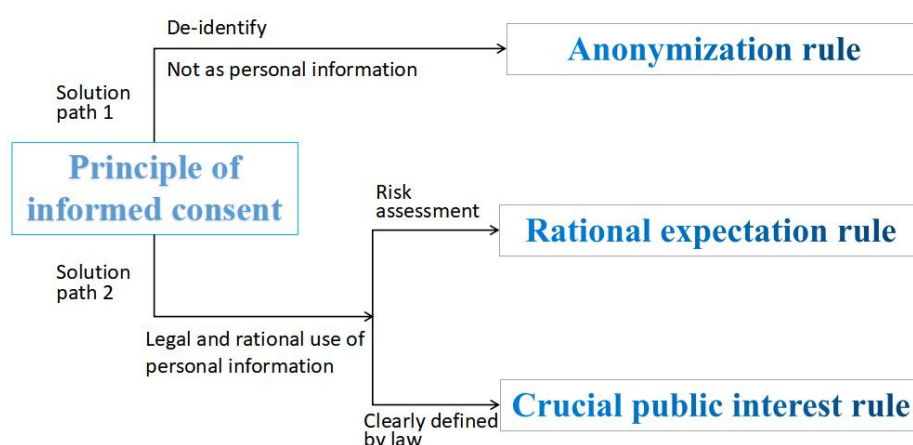 De-identify
Not as personal information
Anonymization rule
Solution
path 1
Principle of
informed consent
Risk
assessment
Rational expectation rule
Solution
path 2
Legal and rational use of
personal information
Crucial public interest rule
Clearly defined
by law